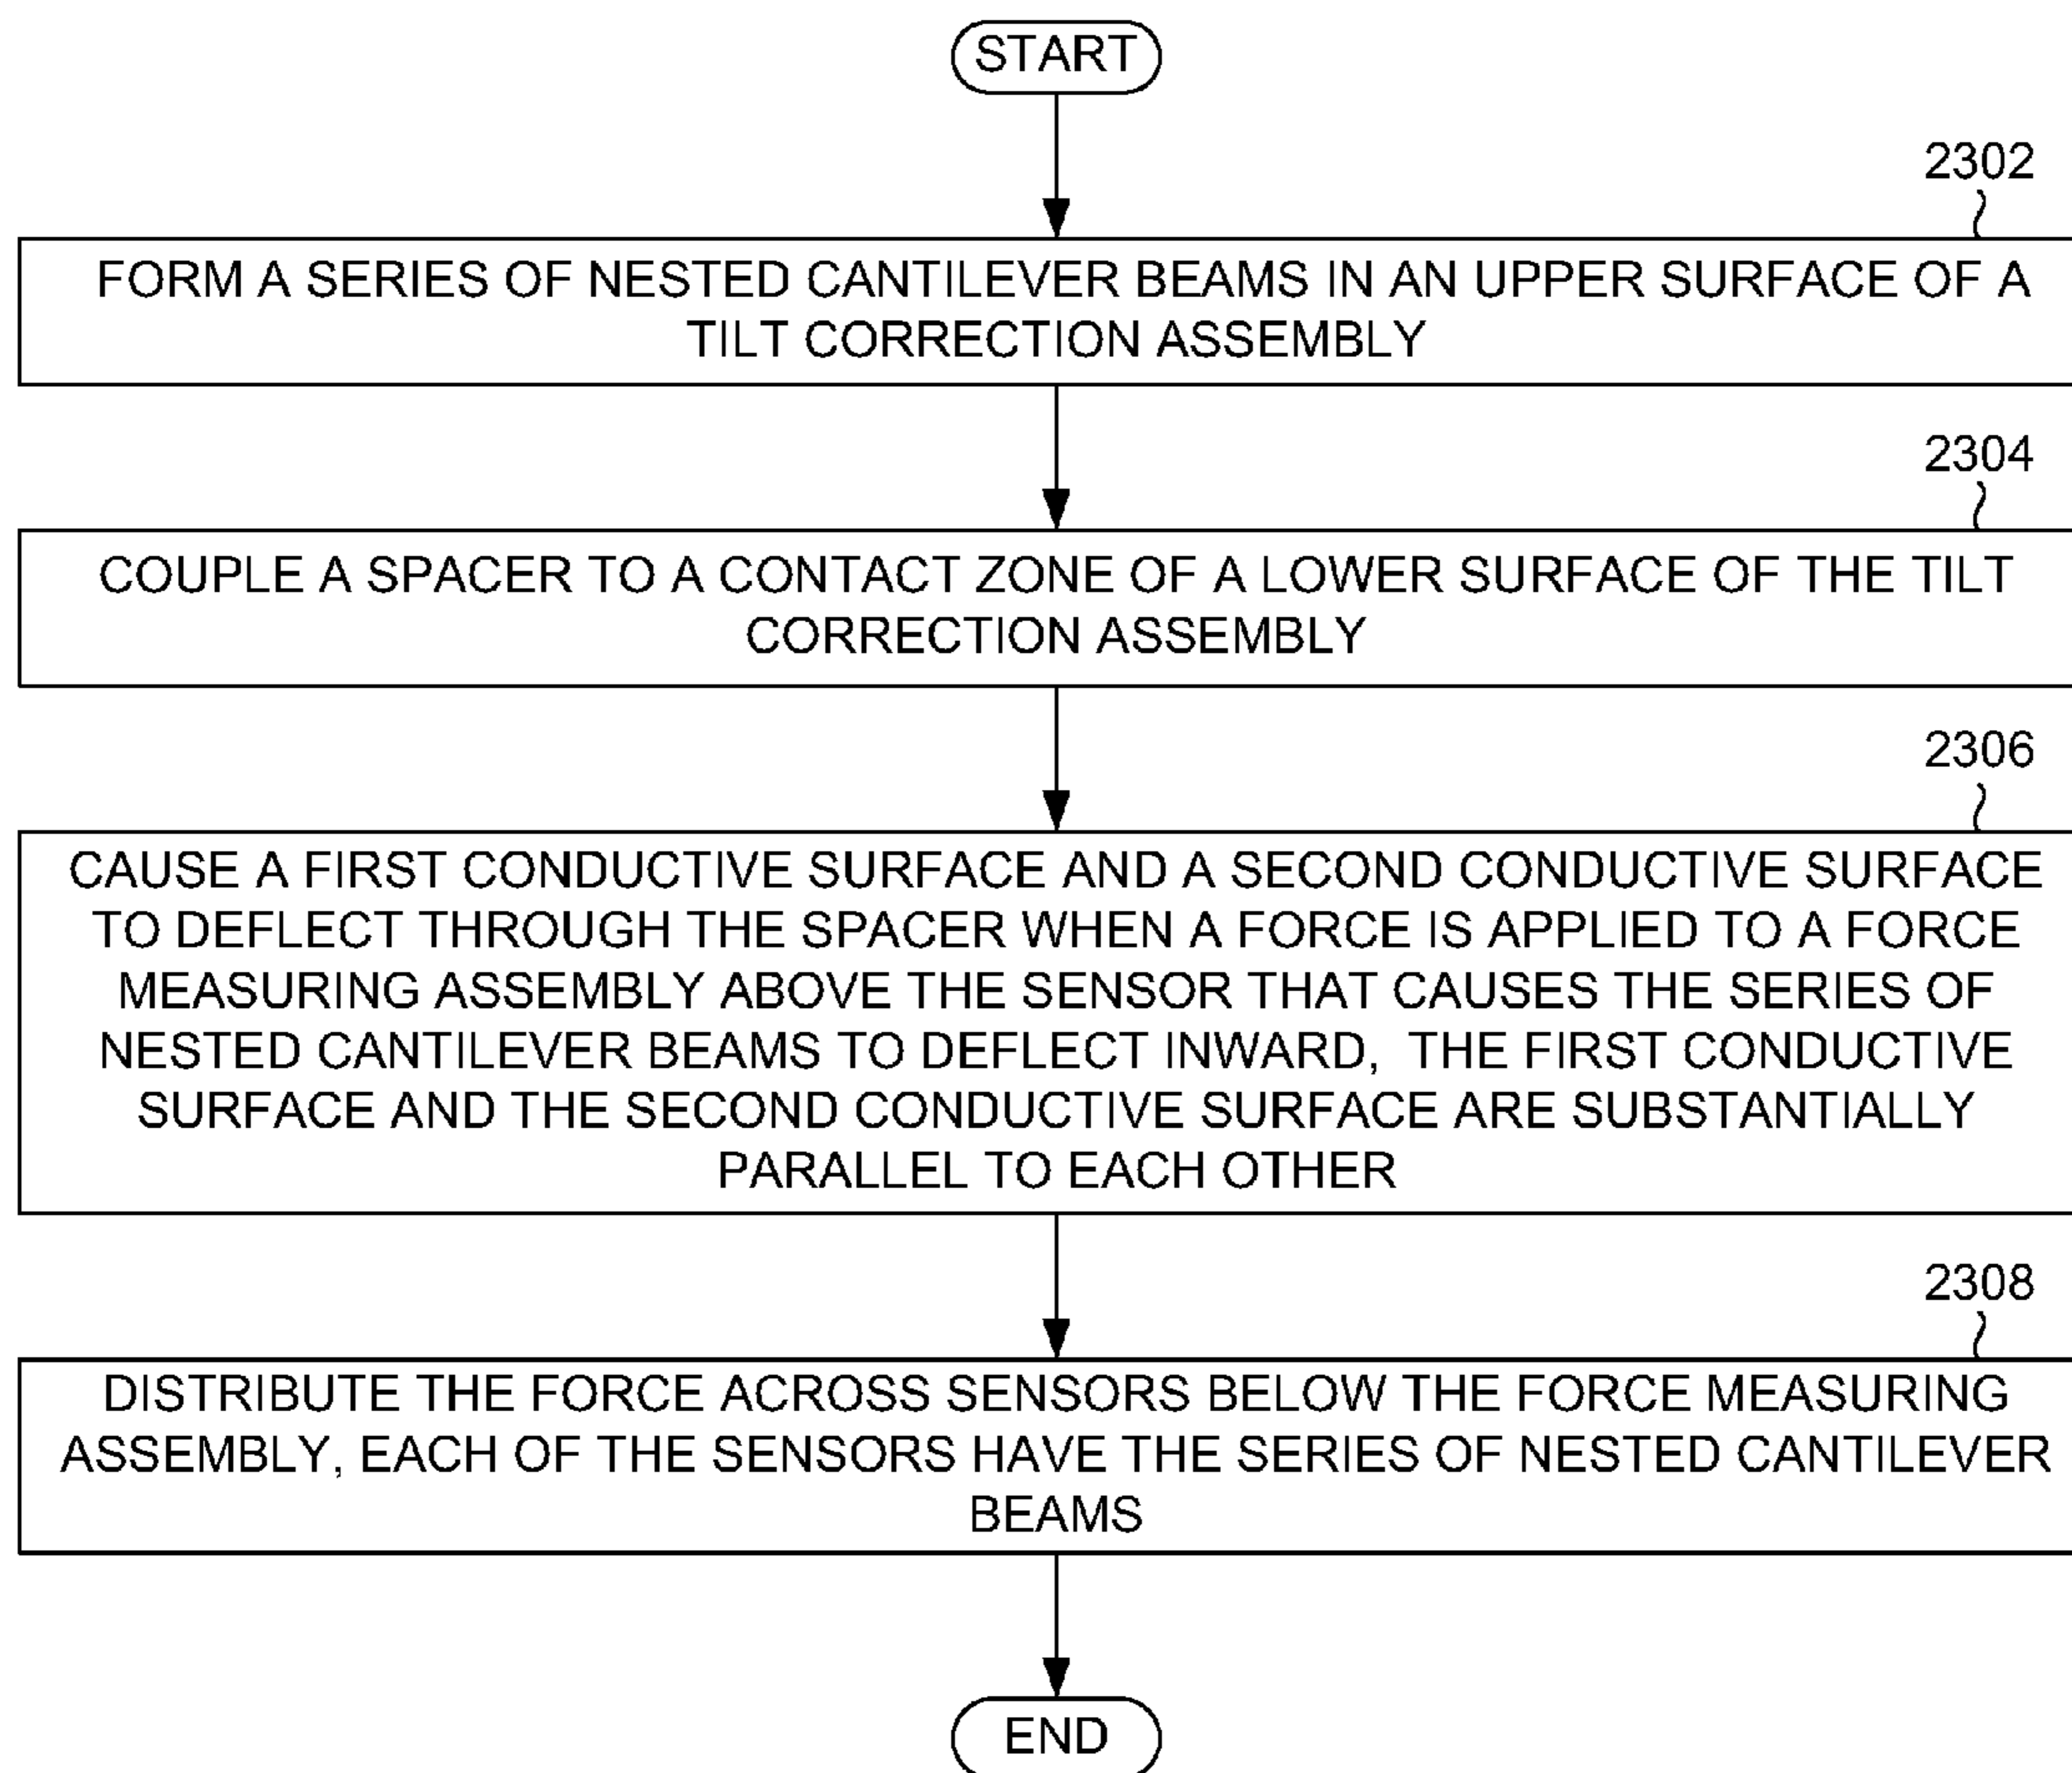 START
2302
FORM A SERIES OF NESTED CANTILEVER BEAMS IN AN UPPER SURFACE OF A
TILT CORRECTION ASSEMBLY
2304
COUPLE A SPACER TO A CONTACT ZONE OF A LOWER SURFACE OF THE TILT
CORRECTION ASSEMBLY
2306
CAUSE A FIRST CONDUCTIVE SURFACE AND A SECOND CONDUCTIVE SURFACE
TO DEFLECT THROUGH THE SPACER WHEN A FORCE IS APPLIED TO A FORCE
MEASURING ASSEMBLY ABOVE THE SENSOR THAT CAUSES THE SERIES OF
NESTED CANTILEVER BEAMS TO DEFLECT INWARD, THE FIRST CONDUCTIVE
SURFACE AND THE SECOND CONDUCTIVE SURFACE ARE SUBSTANTIALLY
PARALLEL TO EACH OTHER
2308
DISTRIBUTE THE FORCE ACROSS SENSORS BELOW THE FORCE MEASURING
ASSEMBLY, EACH OF THE SENSORS HAVE THE SERIES OF NESTED CANTILEVER
BEAMS
END